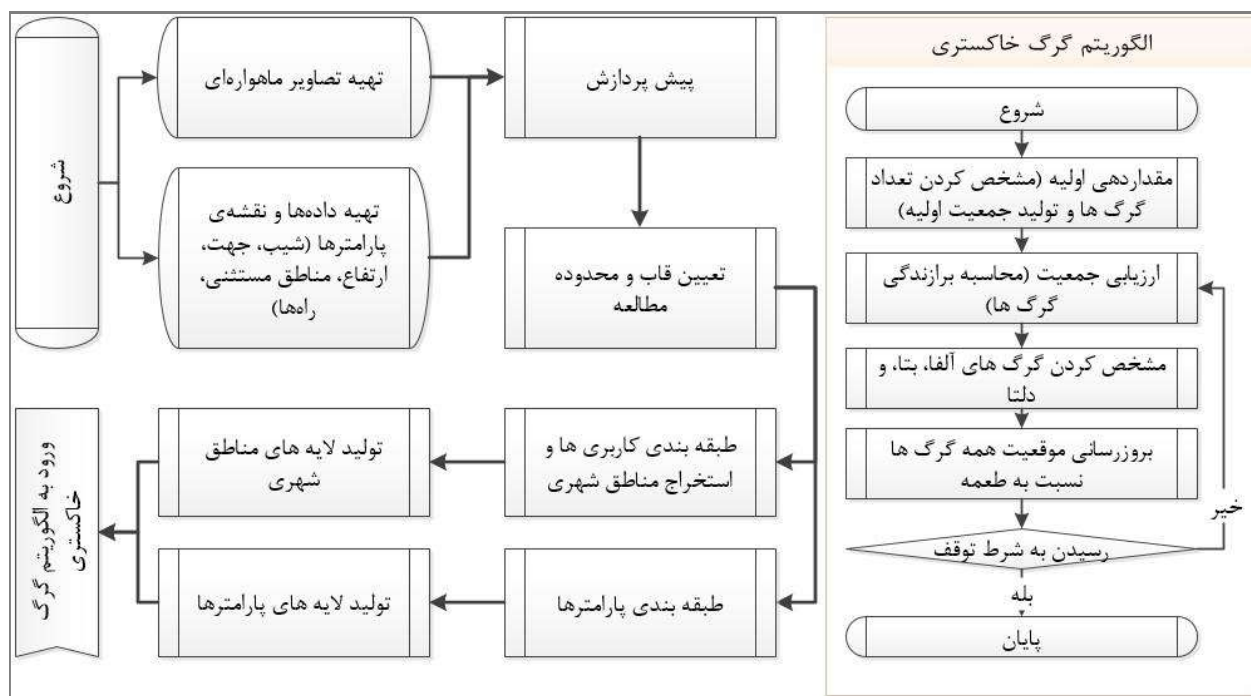 شروع
تهیه تصاویر ماهواره‌ای
تهیه داده‌ها و نقشه‌ی
پارامترها (شیب، جهت،
ارتفاع، مناطق مستثنی،
راه‌ها)
پیش پردازش
تعیین قاب و محدوده
مطالعه
طبقه بندی کاربری ها و
استخراج مناطق شهری
تولید لایه های مناطق
شهری
طبقه بندی پارامترها
تولید لایه های پارامترها
ورود به الگوریتم گرگ
خاکستری
الگوریتم گرگ خاکستری
شروع
مقداردهی اولیه (مشخص کردن تعداد
گرگ ها و تولید جمعیت اولیه)
ارزیابی جمعیت (محاسبه برازندگی
گرگ ها)
مشخص کردن گرگ های آلفا، بتا، و
دلتا
بروزرسانی موقعیت همه گرگ ها
نسبت به طعمه
رسیدن به شرط توقف
خیر
بله
پایان